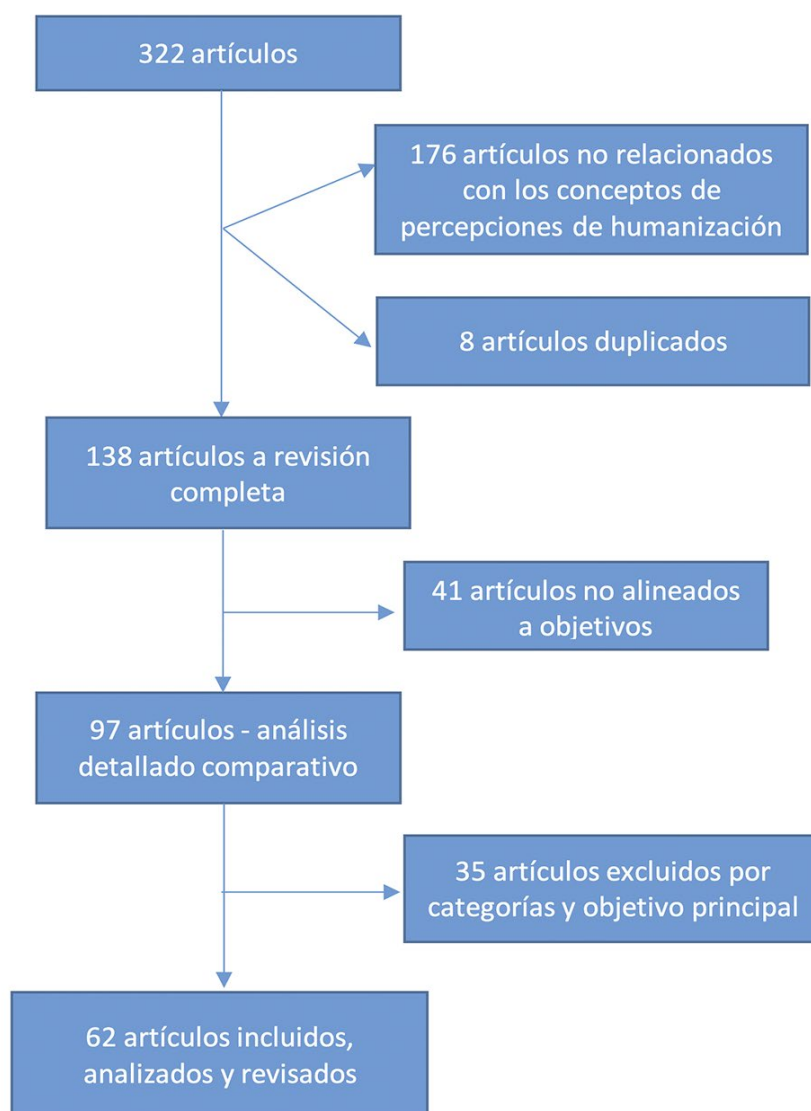 322 artículos
176 artículos no relacionados
con los conceptos de
percepciones de humanización
8 artículos duplicados
138 artículos a revisión
completa
41 artículos no alineados
a objetivos
97 artículos - análisis
detallado comparativo
35 artículos excluidos por
categorías y objetivo principal
62 artículos incluidos,
analizados y revisados